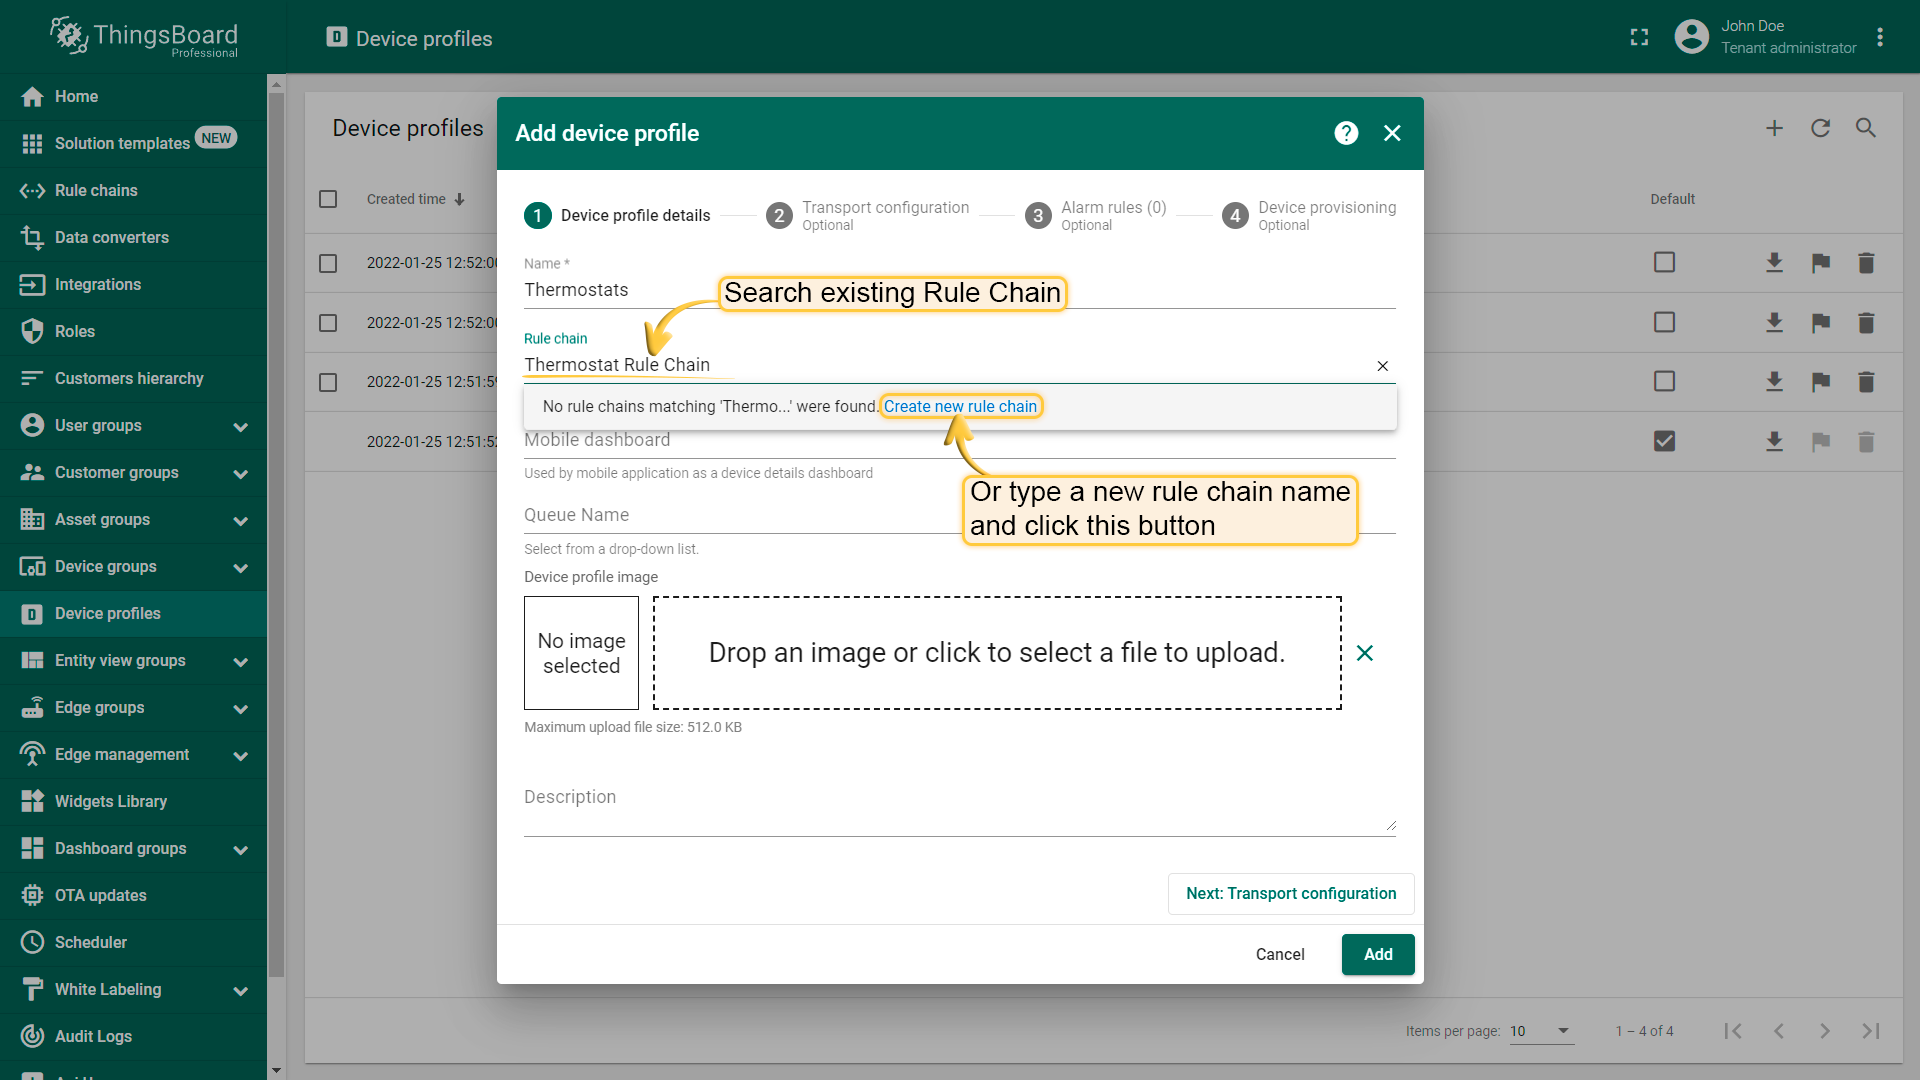 ThingsBoard
Professional
Device profiles
John Doe
Tenant administrator
Home
Solution templates NEW
Rule chains
Data converters
Integrations
Roles
Customers hierarchy
User groups
Customer groups
Asset groups
Device groups
Device profiles
Entity view groups
Edge groups
Edge management
Widgets Library
Dashboard groups
OTA updates
Scheduler
White Labeling
Audit Logs
Device profiles
Created time
Default
2022-01-25 12:52:00
2022-01-25 12:52:00
2022-01-25 12:51:59
2022-01-25 12:51:52
Add device profile
1 Device profile details
2 Transport configuration
Optional
3 Alarm rules (0)
Optional
4 Device provisioning
Optional
Name *
Thermostats
Search existing Rule Chain
Rule chain
Thermostat Rule Chain
No rule chains matching 'Thermo...' were found. Create new rule chain
Mobile dashboard
Used by mobile application as a device details dashboard
Or type a new rule chain name
and click this button
Queue Name
Select from a drop-down list.
Device profile image
No image
selected
Drop an image or click to select a file to upload.
Maximum upload file size: 512.0 KB
Description
Next: Transport configuration
Cancel
Add
Items per page: 10
1 – 4 of 4